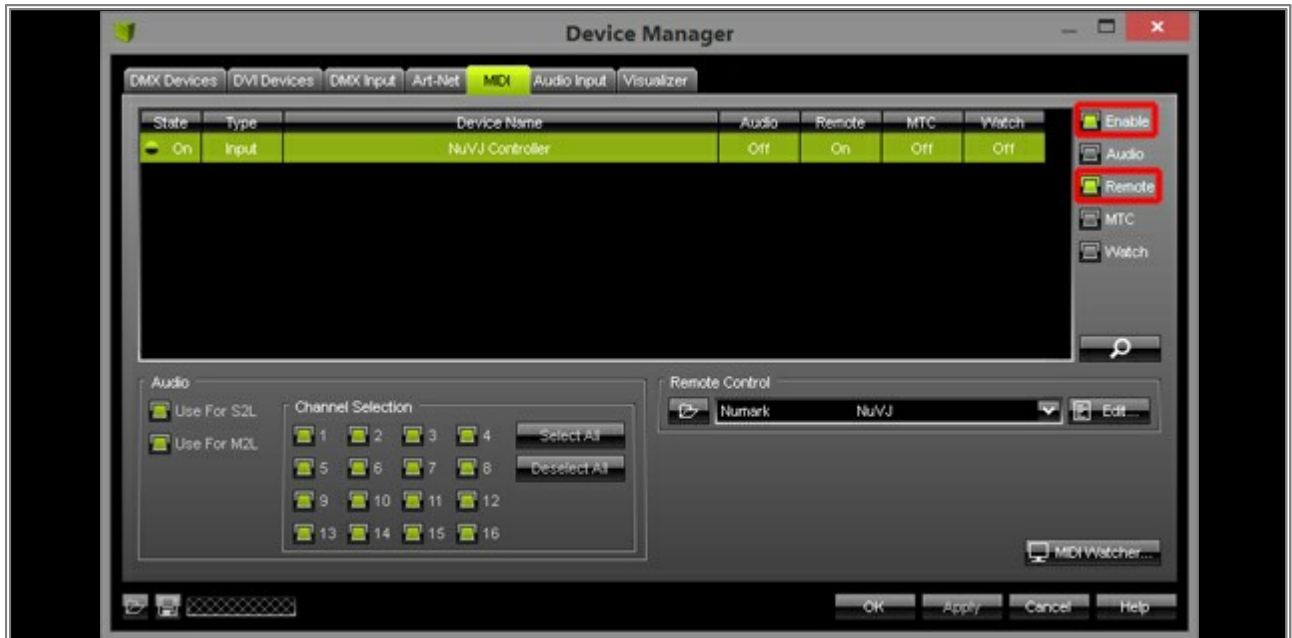 Device Manager
DMX Devices DVI Devices DMX Input Art-Net MIDI Audio Input Visualizer
State Type Device Name Audio Remote MTC Watch
On Input NuVJ Controller Off On Off Off
Enable
Audio
Remote
MTC
Watch
Audio
Use For S2L
Use For M2L
Channel Selection
1 2 3 4 Select All
5 6 7 8 Deselect All
9 10 11 12
13 14 15 16
Remote Control
Numark NuVJ Edit...
MIDI Watcher...
OK Apply Cancel Help